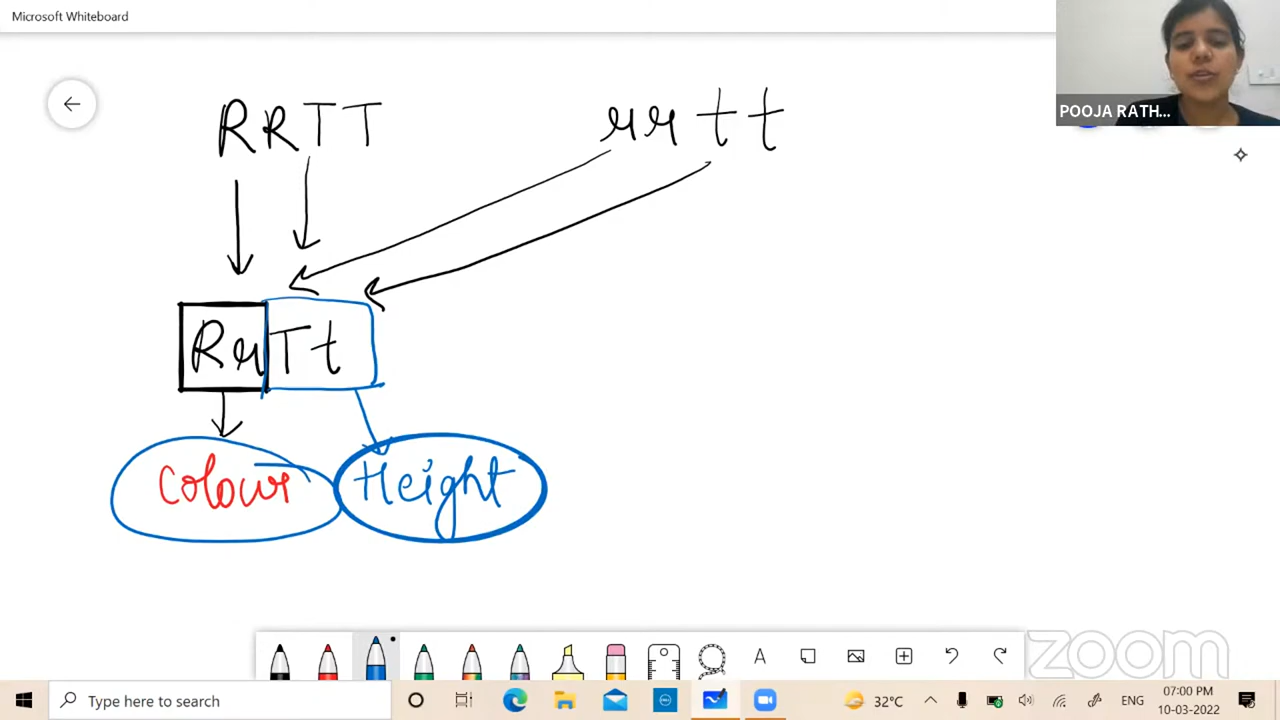 Microsoft Whiteboard
POOJA RATH...
RRTT
rrtt
RrTt
Colour
Height
zoom
Type here to search
32°C
ENG
07:00 PM
10-03-2022